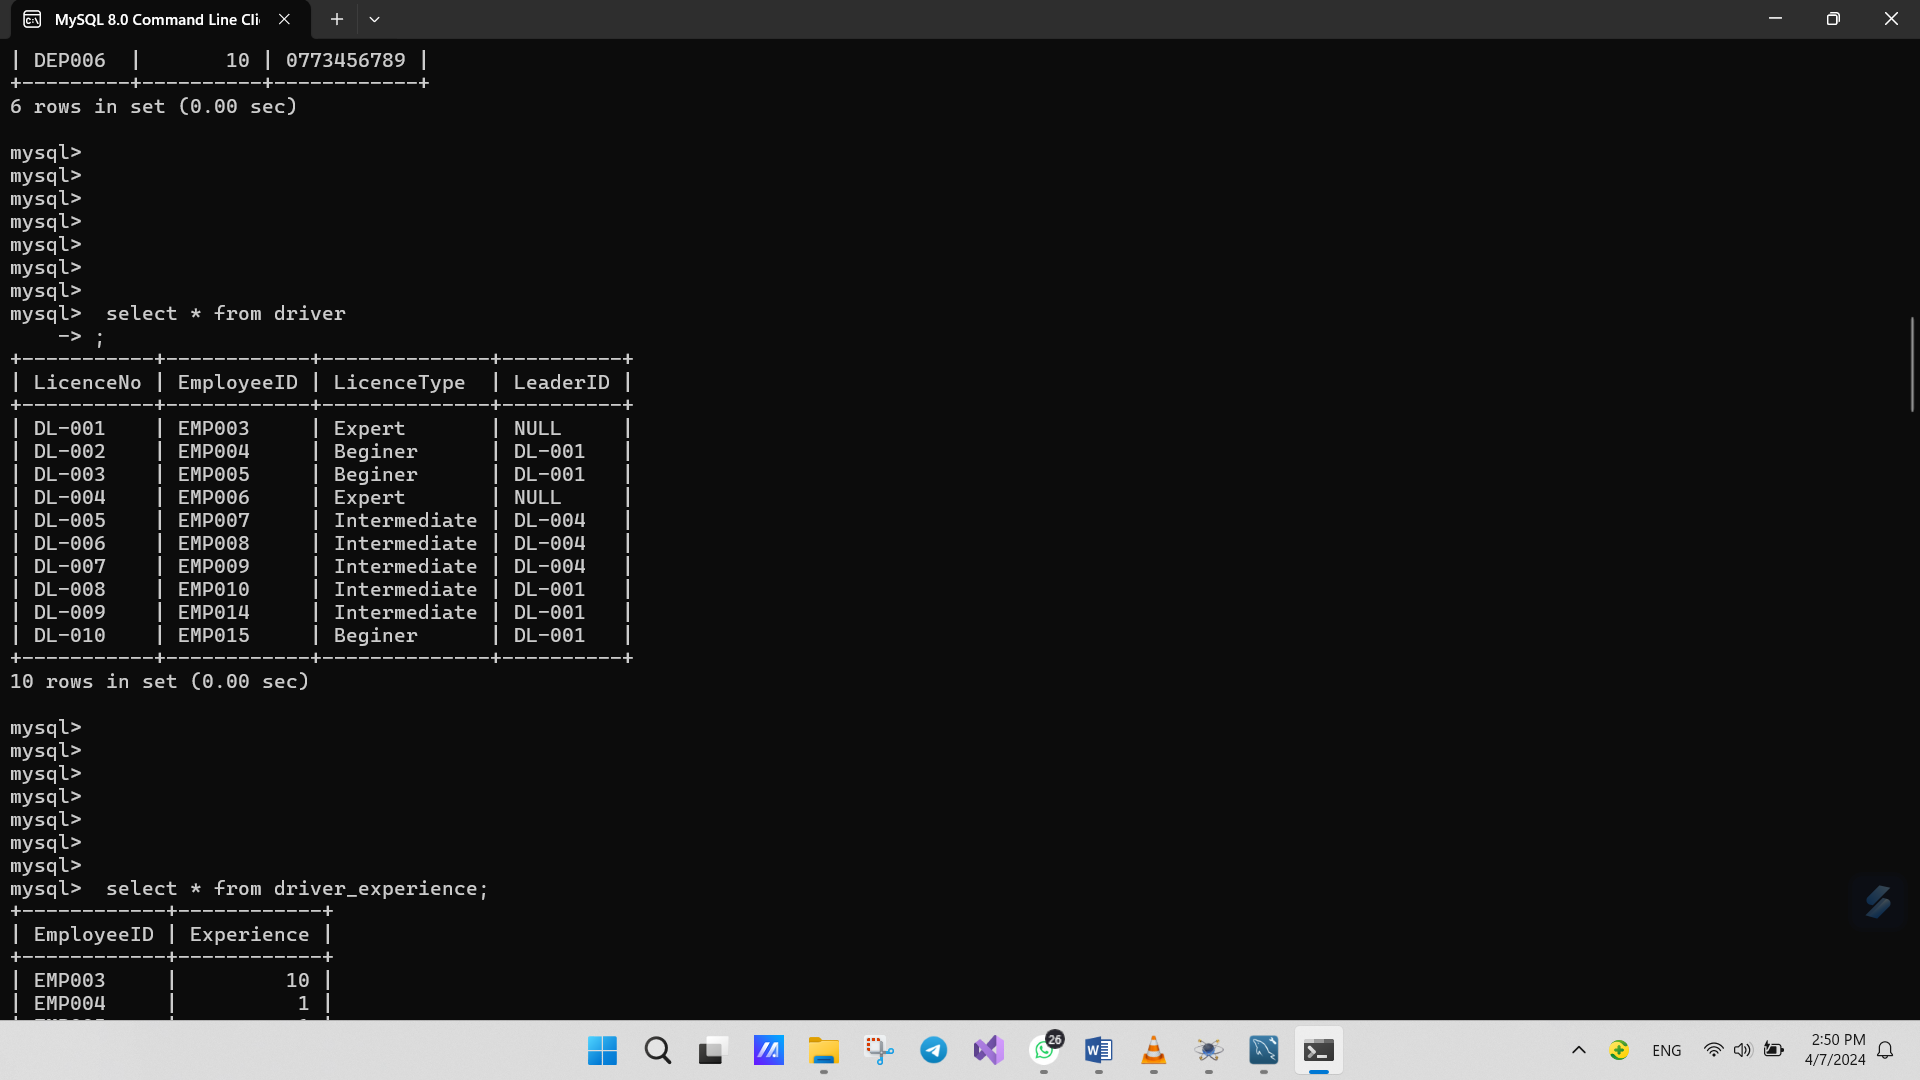 MySQL 8.0 Command Line Cli
| DEP006  |       10 | 0773456789 |
+---------+----------+------------+
6 rows in set (0.00 sec)
mysql>
mysql>
mysql>
mysql>
mysql>
mysql>
mysql>
mysql>  select * from driver
    -> ;
+-----------+------------+--------------+----------+
| LicenceNo | EmployeeID | LicenceType  | LeaderID |
+-----------+------------+--------------+----------+
| DL-001    | EMP003     | Expert       | NULL     |
| DL-002    | EMP004     | Beginer      | DL-001   |
| DL-003    | EMP005     | Beginer      | DL-001   |
| DL-004    | EMP006     | Expert       | NULL     |
| DL-005    | EMP007     | Intermediate | DL-004   |
| DL-006    | EMP008     | Intermediate | DL-004   |
| DL-007    | EMP009     | Intermediate | DL-004   |
| DL-008    | EMP010     | Intermediate | DL-001   |
| DL-009    | EMP014     | Intermediate | DL-001   |
| DL-010    | EMP015     | Beginer      | DL-001   |
+-----------+------------+--------------+----------+
10 rows in set (0.00 sec)
mysql>
mysql>
mysql>
mysql>
mysql>
mysql>
mysql>
mysql>  select * from driver_experience;
+------------+------------+
| EmployeeID | Experience |
+------------+------------+
| EMP003     |         10 |
| EMP004     |          1 |
26
ENG
2:50 PM
4/7/2024